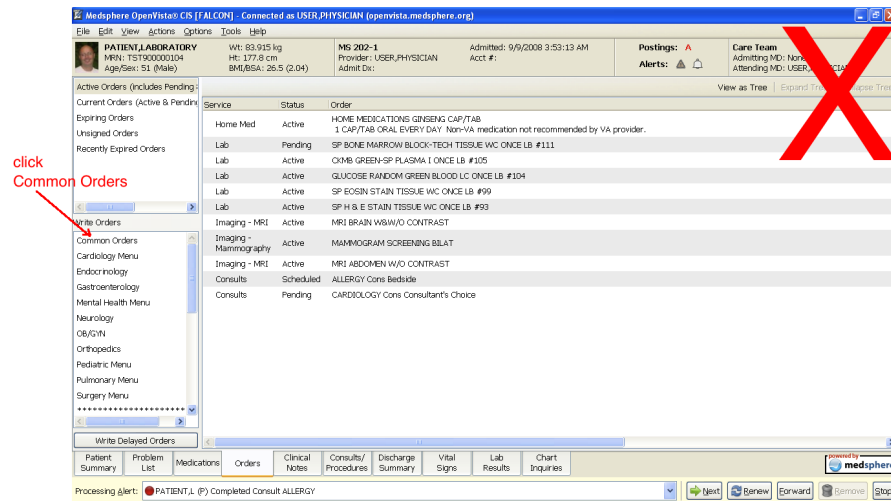 Medsphere OpenVista® CIS [FALCON] - Connected as USER,PHYSICIAN (openvista.medsphere.org)
File Edit View Actions Options Tools Help
PATIENT,LABORATORY
MRN: TST900000104
Age/Sex: 51 (Male)
Wt: 83.915 kg
Ht: 177.8 cm
BMI/BSA: 26.5 (2.04)
MS 202-1
Provider: USER,PHYSICIAN
Admit Dx:
Admitted: 9/9/2008 3:53:13 AM
Acct #:
Postings: A
Alerts:
Care Team
Admitting MD: None
Attending MD: USER,
X
Active Orders (includes Pending
Current Orders (Active & Pending
Expiring Orders
Unsigned Orders
Recently Expired Orders
click
Common Orders
Write Orders
Common Orders
Cardiology Menu
Endocrinology
Gastroenterology
Mental Health Menu
Neurology
OB/GYN
Orthopedics
Pediatric Menu
Pulmonary Menu
Surgery Menu
**********************
Write Delayed Orders
View as Tree Expand Tree
Service Status Order
Home Med Active HOME MEDICATIONS GINSENG CAP/TAB
1 CAP/TAB ORAL EVERY DAY Non-VA medication not recommended by VA provider.
Lab Pending SP BONE MARROW BLOCK-TECH TISSUE WC ONCE LB #111
Lab Active CKMB GREEN-SP PLASMA I ONCE LB #105
Lab Active GLUCOSE RANDOM GREEN BLOOD LC ONCE LB #104
Lab Active SP EOSIN STAIN TISSUE WC ONCE LB #99
Lab Active SP H & E STAIN TISSUE WC ONCE LB #93
Imaging - MRI Active MRI BRAIN W&W/O CONTRAST
Imaging - Mammography Active MAMMOGRAM SCREENING BILAT
Imaging - MRI Active MRI ABDOMEN W/O CONTRAST
Consults Scheduled ALLERGY Cons Bedside
Consults Pending CARDIOLOGY Cons Consultant's Choice
Patient Summary
Problem List
Medications
Orders
Clinical Notes
Consults/ Procedures
Discharge Summary
Vital Signs
Lab Results
Chart Inquiries
powered by
medsphere
Processing Alert: PATIENT,L (P) Completed Consult ALLERGY
Next Renew Forward Remove Stop